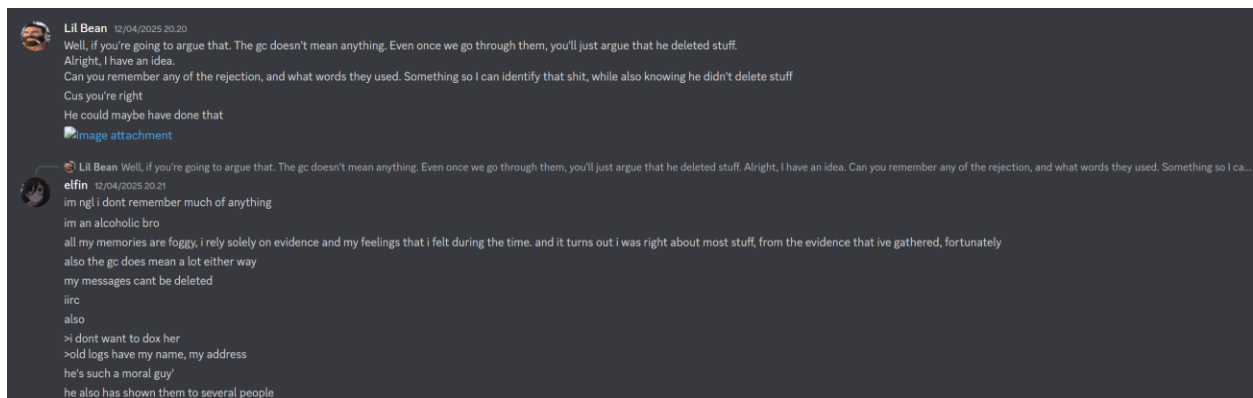 Lil Bean 12/04/2025 20.20
Well, if you're going to argue that. The gc doesn't mean anything. Even once we go through them, you'll just argue that he deleted stuff.
Alright, I have an idea.
Can you remember any of the rejection, and what words they used. Something so I can identify that shit, while also knowing he didn't delete stuff
Cus you're right
He could maybe have done that
Image attachment
Lil Bean Well, if you're going to argue that. The gc doesn't mean anything. Even once we go through them, you'll just argue that he deleted stuff. Alright, I have an idea. Can you remember any of the rejection, and what words they used. Something so I ca...
elfin 12/04/2025 20.21
im ngl i dont remember much of anything
im an alcoholic bro
all my memories are foggy, i rely solely on evidence and my feelings that i felt during the time. and it turns out i was right about most stuff, from the evidence that ive gathered, fortunately
also the gc does mean a lot either way
my messages cant be deleted
iirc
also
>i dont want to dox her
>old logs have my name, my address
he's such a moral guy'
he also has shown them to several people